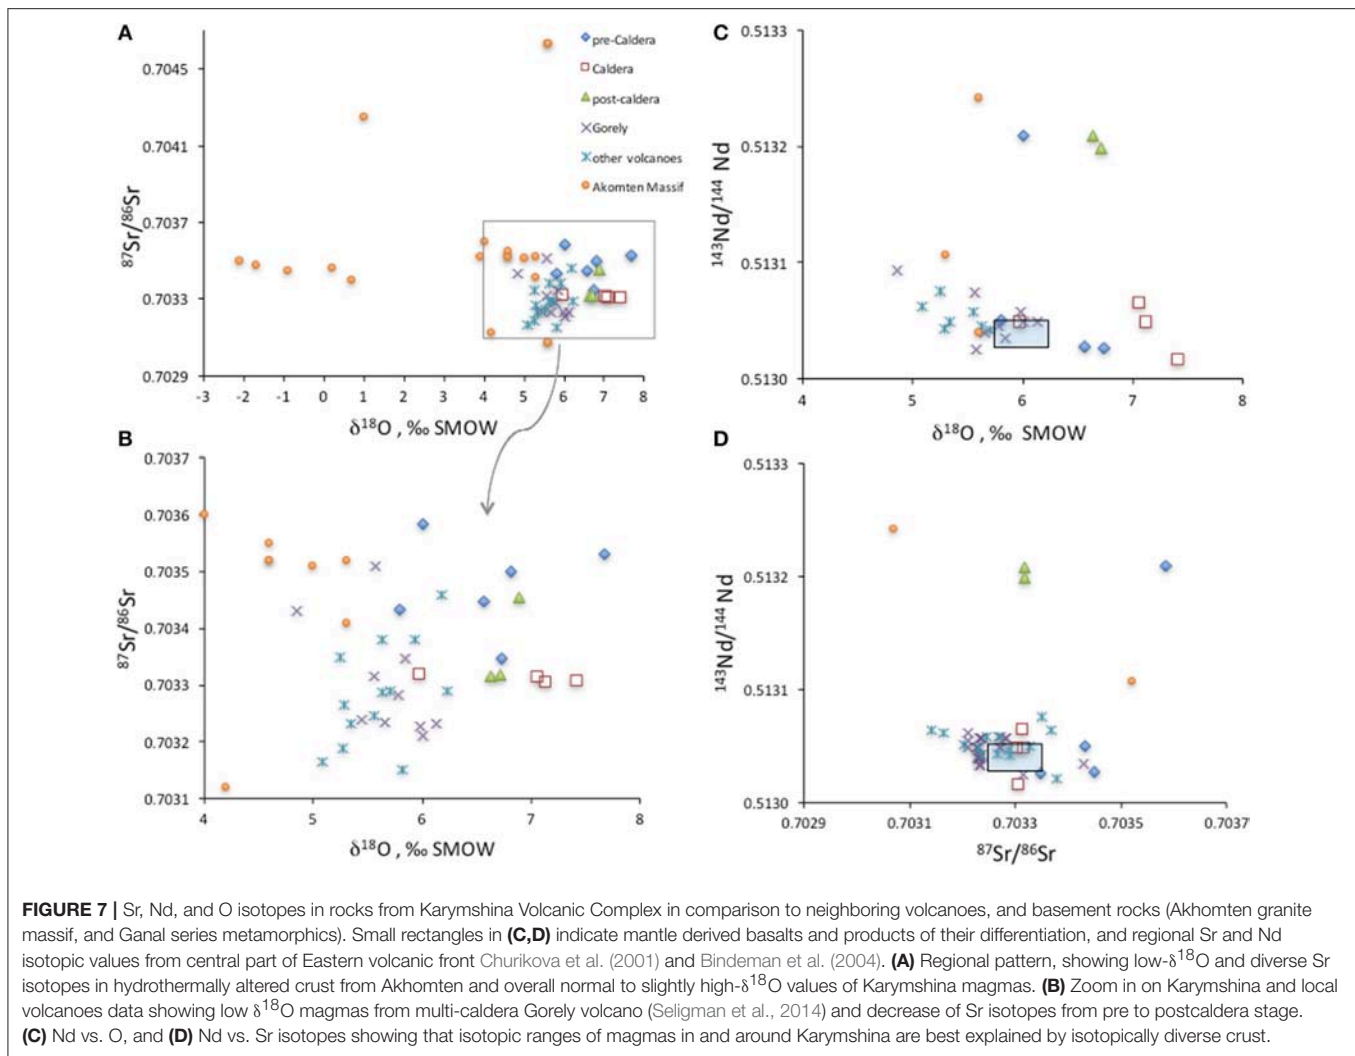 A
0.7045
0.7041
0.7037
0.7033
0.7029
-3 -2 -1 0 1 2 3 4 5 6 7 8
87Sr/86Sr
δ18O , ‰ SMOW
pre-Caldera
Caldera
post-caldera
Gorely
other volcanoes
Akomten Massif
C
0.5133
0.5132
0.5131
0.5130
4 5 6 7 8
143Nd/144 Nd
δ18O , ‰ SMOW
B
0.7037
0.7036
0.7035
0.7034
0.7033
0.7032
0.7031
4 5 6 7 8
87Sr/86Sr
δ18O , ‰ SMOW
D
0.5133
0.5132
0.5131
0.5130
0.7029 0.7031 0.7033 0.7035 0.7037
143Nd/144 Nd
87Sr/86Sr
FIGURE 7 | Sr, Nd, and O isotopes in rocks from Karymshina Volcanic Complex in comparison to neighboring volcanoes, and basement rocks (Akhomten granite
massif, and Ganal series metamorphics). Small rectangles in (C,D) indicate mantle derived basalts and products of their differentiation, and regional Sr and Nd
isotopic values from central part of Eastern volcanic front Churikova et al. (2001) and Bindeman et al. (2004). (A) Regional pattern, showing low-δ18O and diverse Sr
isotopes in hydrothermally altered crust from Akhomten and overall normal to slightly high-δ18O values of Karymshina magmas. (B) Zoom in on Karymshina and local
volcanoes data showing low δ18O magmas from multi-caldera Gorely volcano (Seligman et al., 2014) and decrease of Sr isotopes from pre to postcaldera stage.
(C) Nd vs. O, and (D) Nd vs. Sr isotopes showing that isotopic ranges of magmas in and around Karymshina are best explained by isotopically diverse crust.